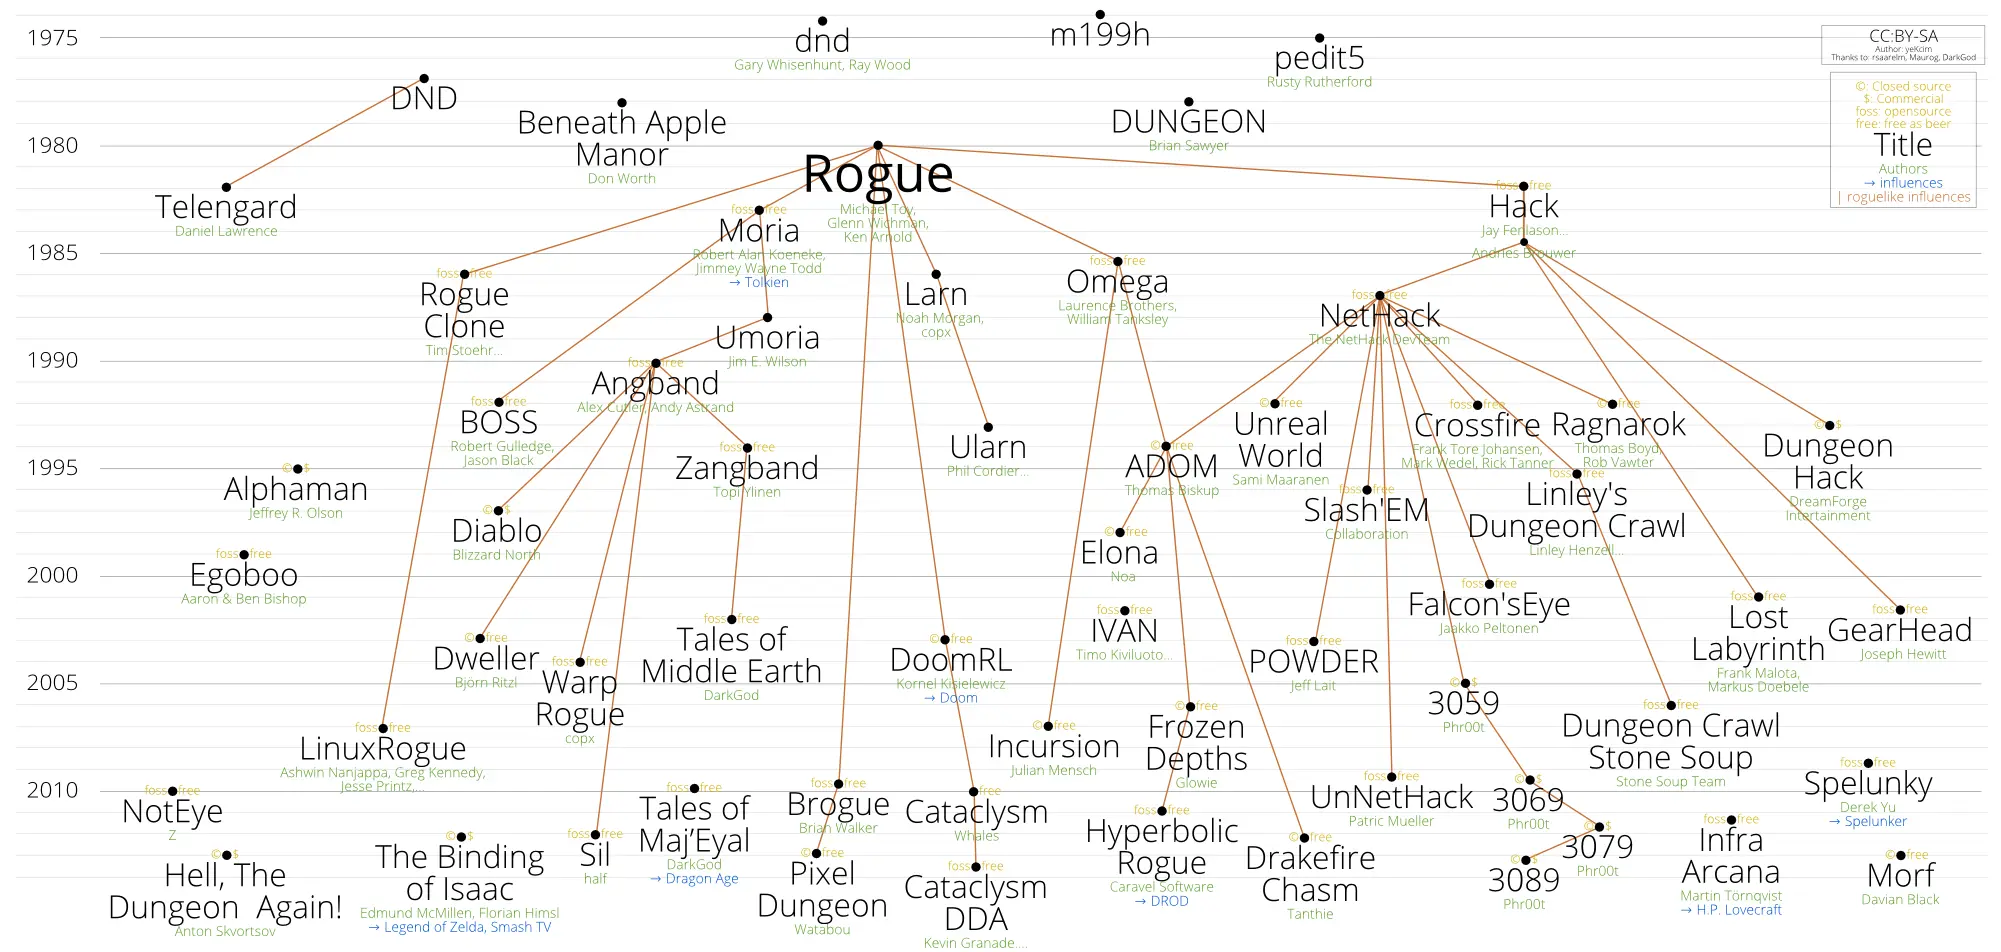 1975
1980
1985
1990
1995
2000
2005
2010
CC:BY-SA
Author: yeKcim
Thanks to: rsaarelm, Maurog, DarkGod
©: Closed source
$: Commercial
foss: opensource
free: free as beer
Title
Authors
→ influences
| roguelike influences
dnd
Gary Whisenhunt, Ray Wood
m199h
pedit5
Rusty Rutherford
DND
Beneath Apple
Manor
Don Worth
DUNGEON
Brian Sawyer
Rogue
Michael Toy,
Glenn Wichman,
Ken Arnold
Telengard
Daniel Lawrence
foss free
Hack
Jay Fenlason...
Andries Brouwer
foss free
Moria
Robert Alan Koeneke,
Jimmey Wayne Todd
→ Tolkien
foss free
Rogue
Clone
Tim Stoehr...
Larn
Noah Morgan,
copx
foss free
Omega
Laurence Brothers,
William Tanksley
foss free
NetHack
The NetHack DevTeam
Umoria
Jim E. Wilson
foss free
Angband
Alex Cutler, Andy Astrand
foss free
BOSS
Robert Gulledge,
Jason Black
© free
Unreal
World
Sami Maaranen
foss free
Crossfire
Frank Tore Johansen,
Mark Wedel, Rick Tanner
© free
Ragnarok
Thomas Boyd,
Rob Vawter
© $
Dungeon
Hack
DreamForge
Intertainment
Ularn
Phil Cordier...
foss free
Zangband
Topi Ylinen
© free
ADOM
Thomas Biskup
© $
Alphaman
Jeffrey R. Olson
foss free
Slash'EM
Collaboration
foss free
Linley's
Dungeon Crawl
Linley Henzell...
© $
Diablo
Blizzard North
© free
Elona
Noa
foss free
Egoboo
Aaron & Ben Bishop
foss free
Falcon'sEye
Jaakko Peltonen
foss free
Lost
Labyrinth
Frank Malota,
Markus Doebele
foss free
GearHead
Joseph Hewitt
foss free
IVAN
Timo Kiviluoto...
foss free
Tales of
Middle Earth
DarkGod
© free
Dweller
Björn Ritzl
foss free
Warp
Rogue
copx
© free
DoomRL
Kornel Kisielewicz
→ Doom
foss free
POWDER
Jeff Lait
© $
3059
Phr00t
foss free
Dungeon Crawl
Stone Soup
Stone Soup Team
© free
Frozen
Depths
Glowie
foss free
LinuxRogue
Ashwin Nanjappa, Greg Kennedy,
Jesse Printz,...
© free
Incursion
Julian Mensch
foss free
UnNetHack
Patric Mueller
© $
3069
Phr00t
foss free
Spelunky
Derek Yu
→ Spelunker
foss free
NotEye
Z
foss free
Tales of
Maj'Eyal
DarkGod
→ Dragon Age
foss free
Brogue
Brian Walker
free
Cataclysm
Whales
foss free
Hyperbolic
Rogue
Caravel Software
→ DROD
© $
3079
Phr00t
foss free
Infra
Arcana
Martin Törnqvist
→ H.P. Lovecraft
© $
The Binding
of Isaac
Edmund McMillen, Florian Himsl
→ Legend of Zelda, Smash TV
foss free
Sil
half
© free
Drakefire
Chasm
Tanthie
© $
Hell, The
Dungeon Again!
Anton Skvortsov
© free
Pixel
Dungeon
Watabou
foss free
Cataclysm
DDA
Kevin Granade....
© $
3089
Phr00t
© free
Morf
Davian Black